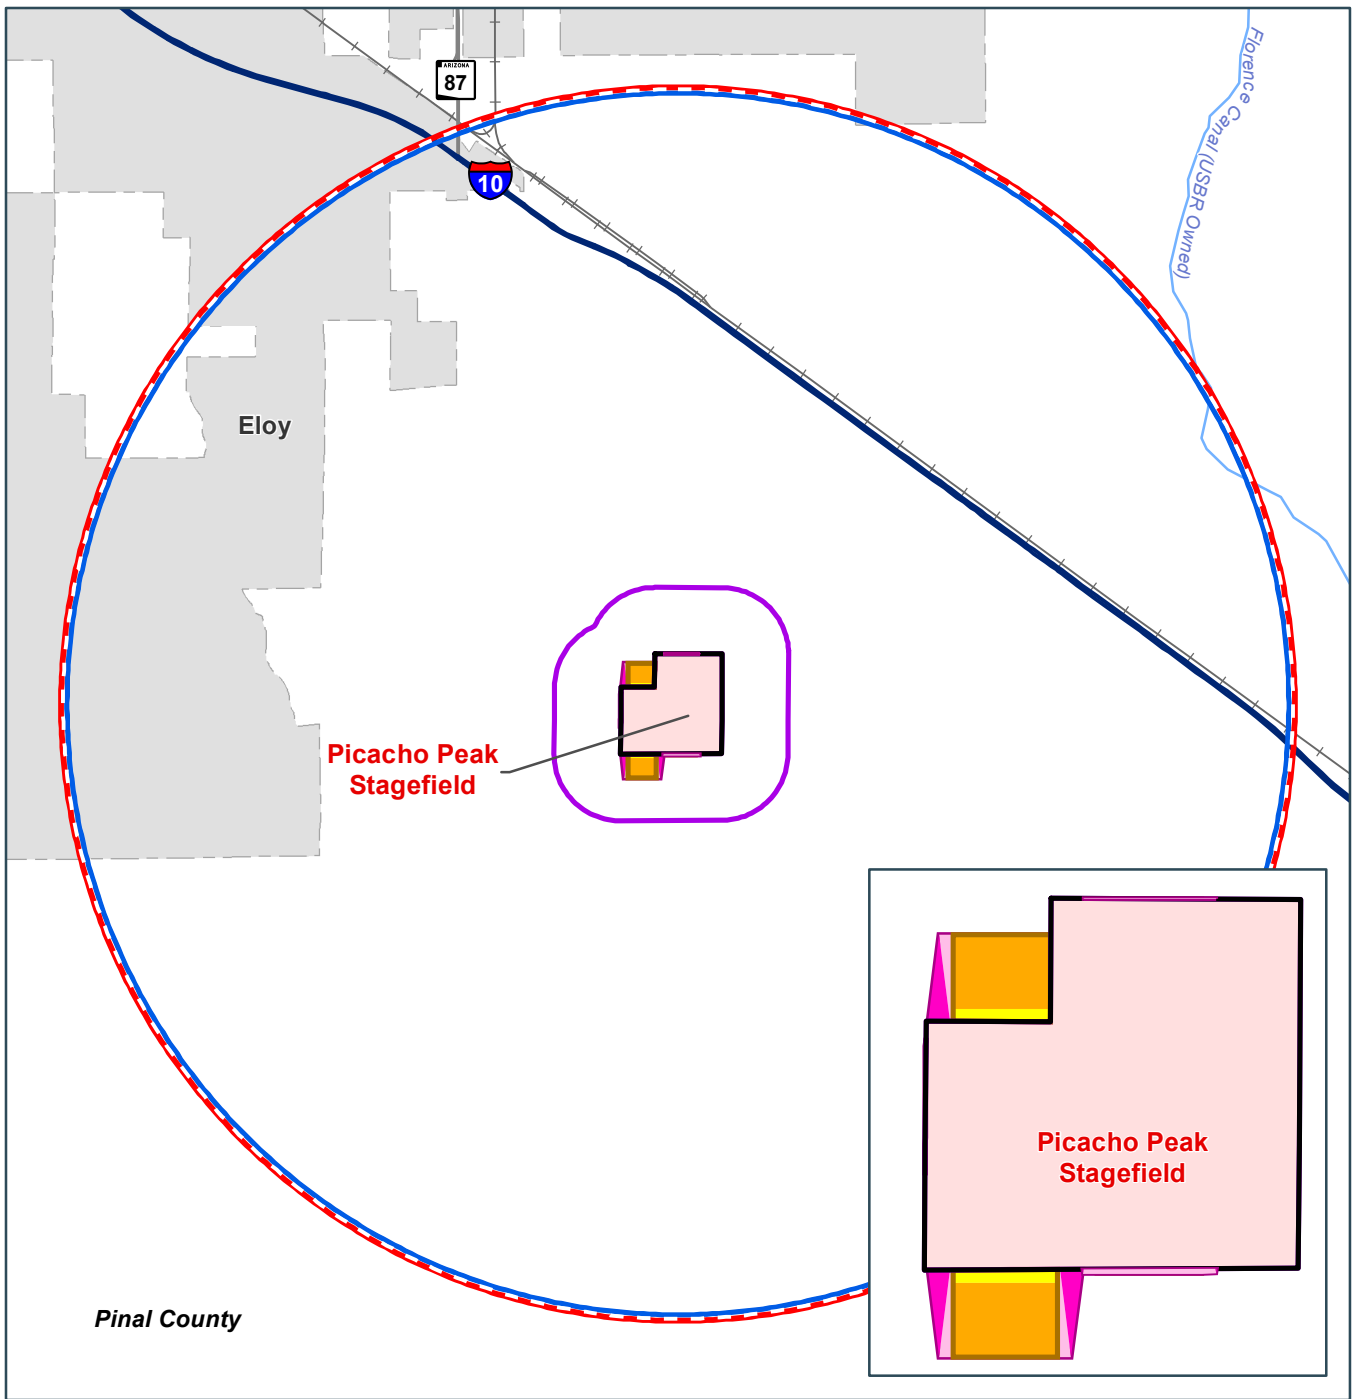 ARIZONA
87
10
Florence Canal (USBR Owned)
Eloy
Picacho Peak
Stagefield
Picacho Peak
Stagefield
Pinal County